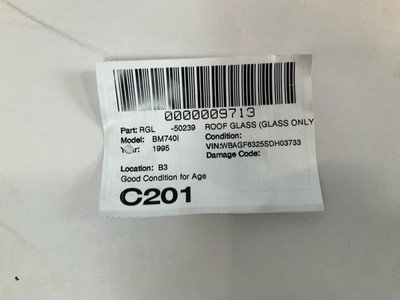 0000009713
Part: RGL -50239 ROOF GLASS (GLASS ONLY
Model: BM740I Condition:
Year: 1995 VIN:WBAGF6325SDH03733
Damage Code:
Location: B3
Good Condition for Age
C201